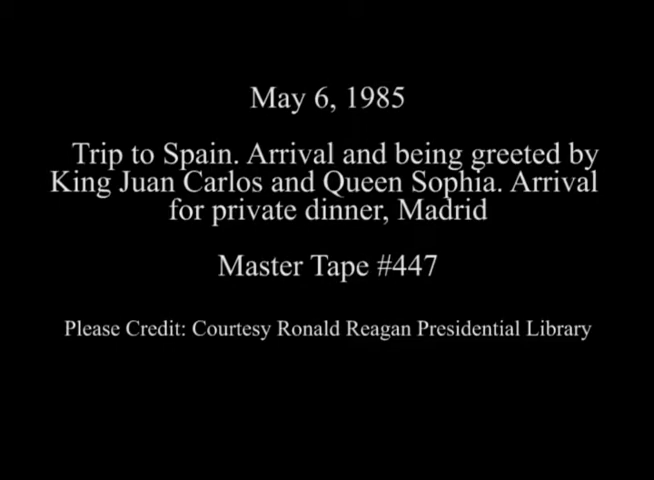 May 6, 1985
Trip to Spain. Arrival and being greeted by
King Juan Carlos and Queen Sophia. Arrival
for private dinner, Madrid
Master Tape #447
Please Credit: Courtesy Ronald Reagan Presidential Library